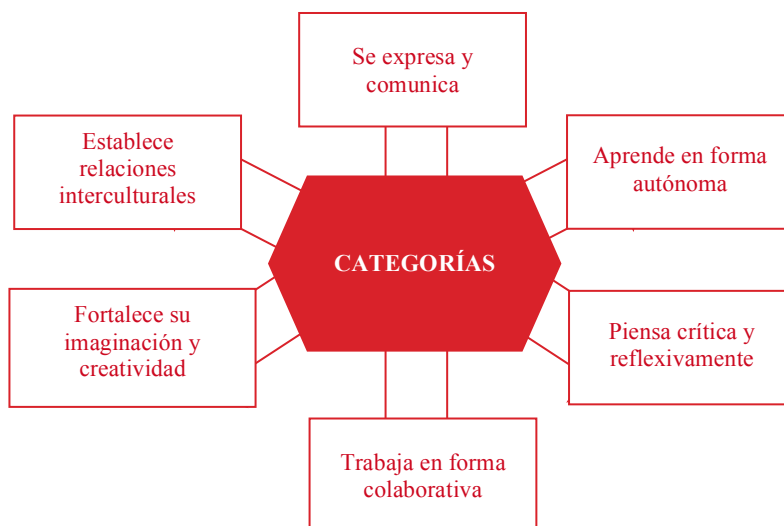 Se expresa y
comunica
Establece
relaciones
interculturales
Aprende en forma
autónoma
CATEGORÍAS
Fortalece su
imaginación y
creatividad
Piensa crítica y
reflexivamente
Trabaja en forma
colaborativa